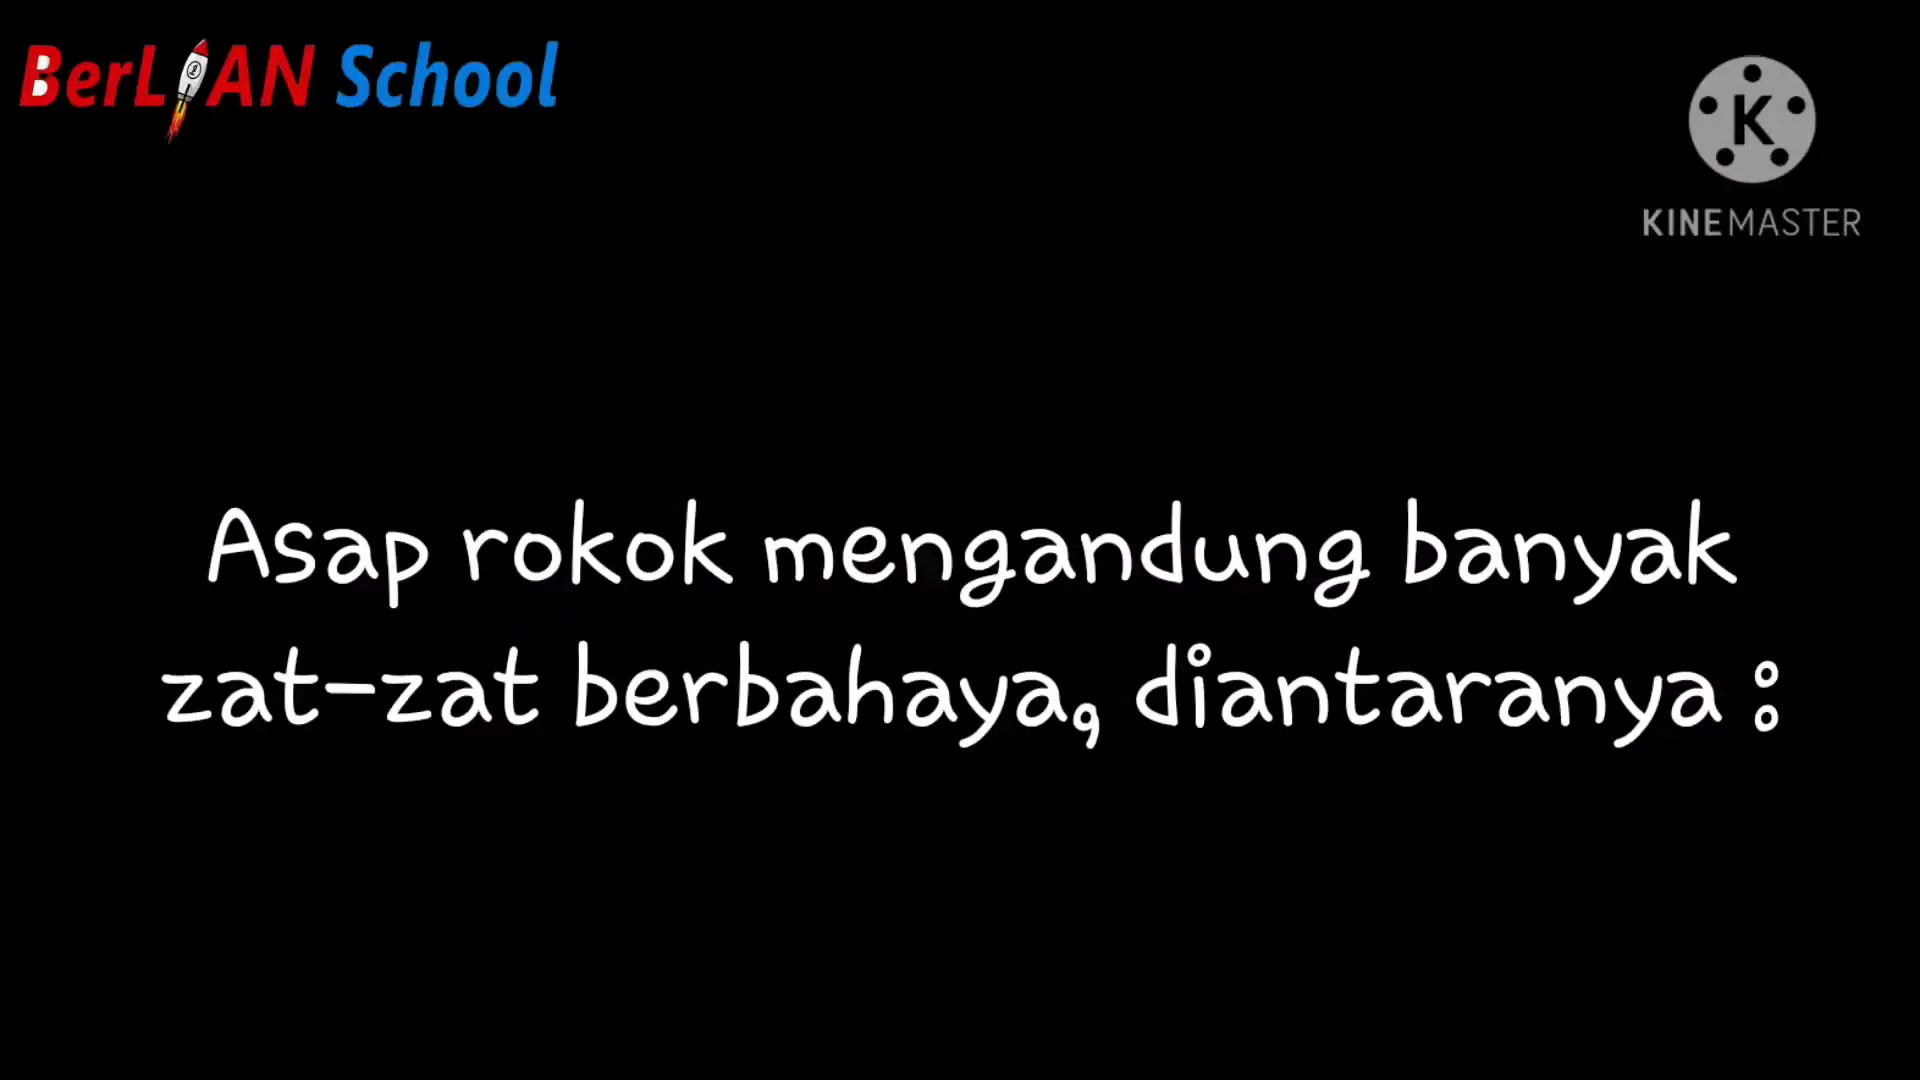 BerLIAN School
K
KINEMASTER
Asap rokok mengandung banyak
zat-zat berbahaya, diantaranya :